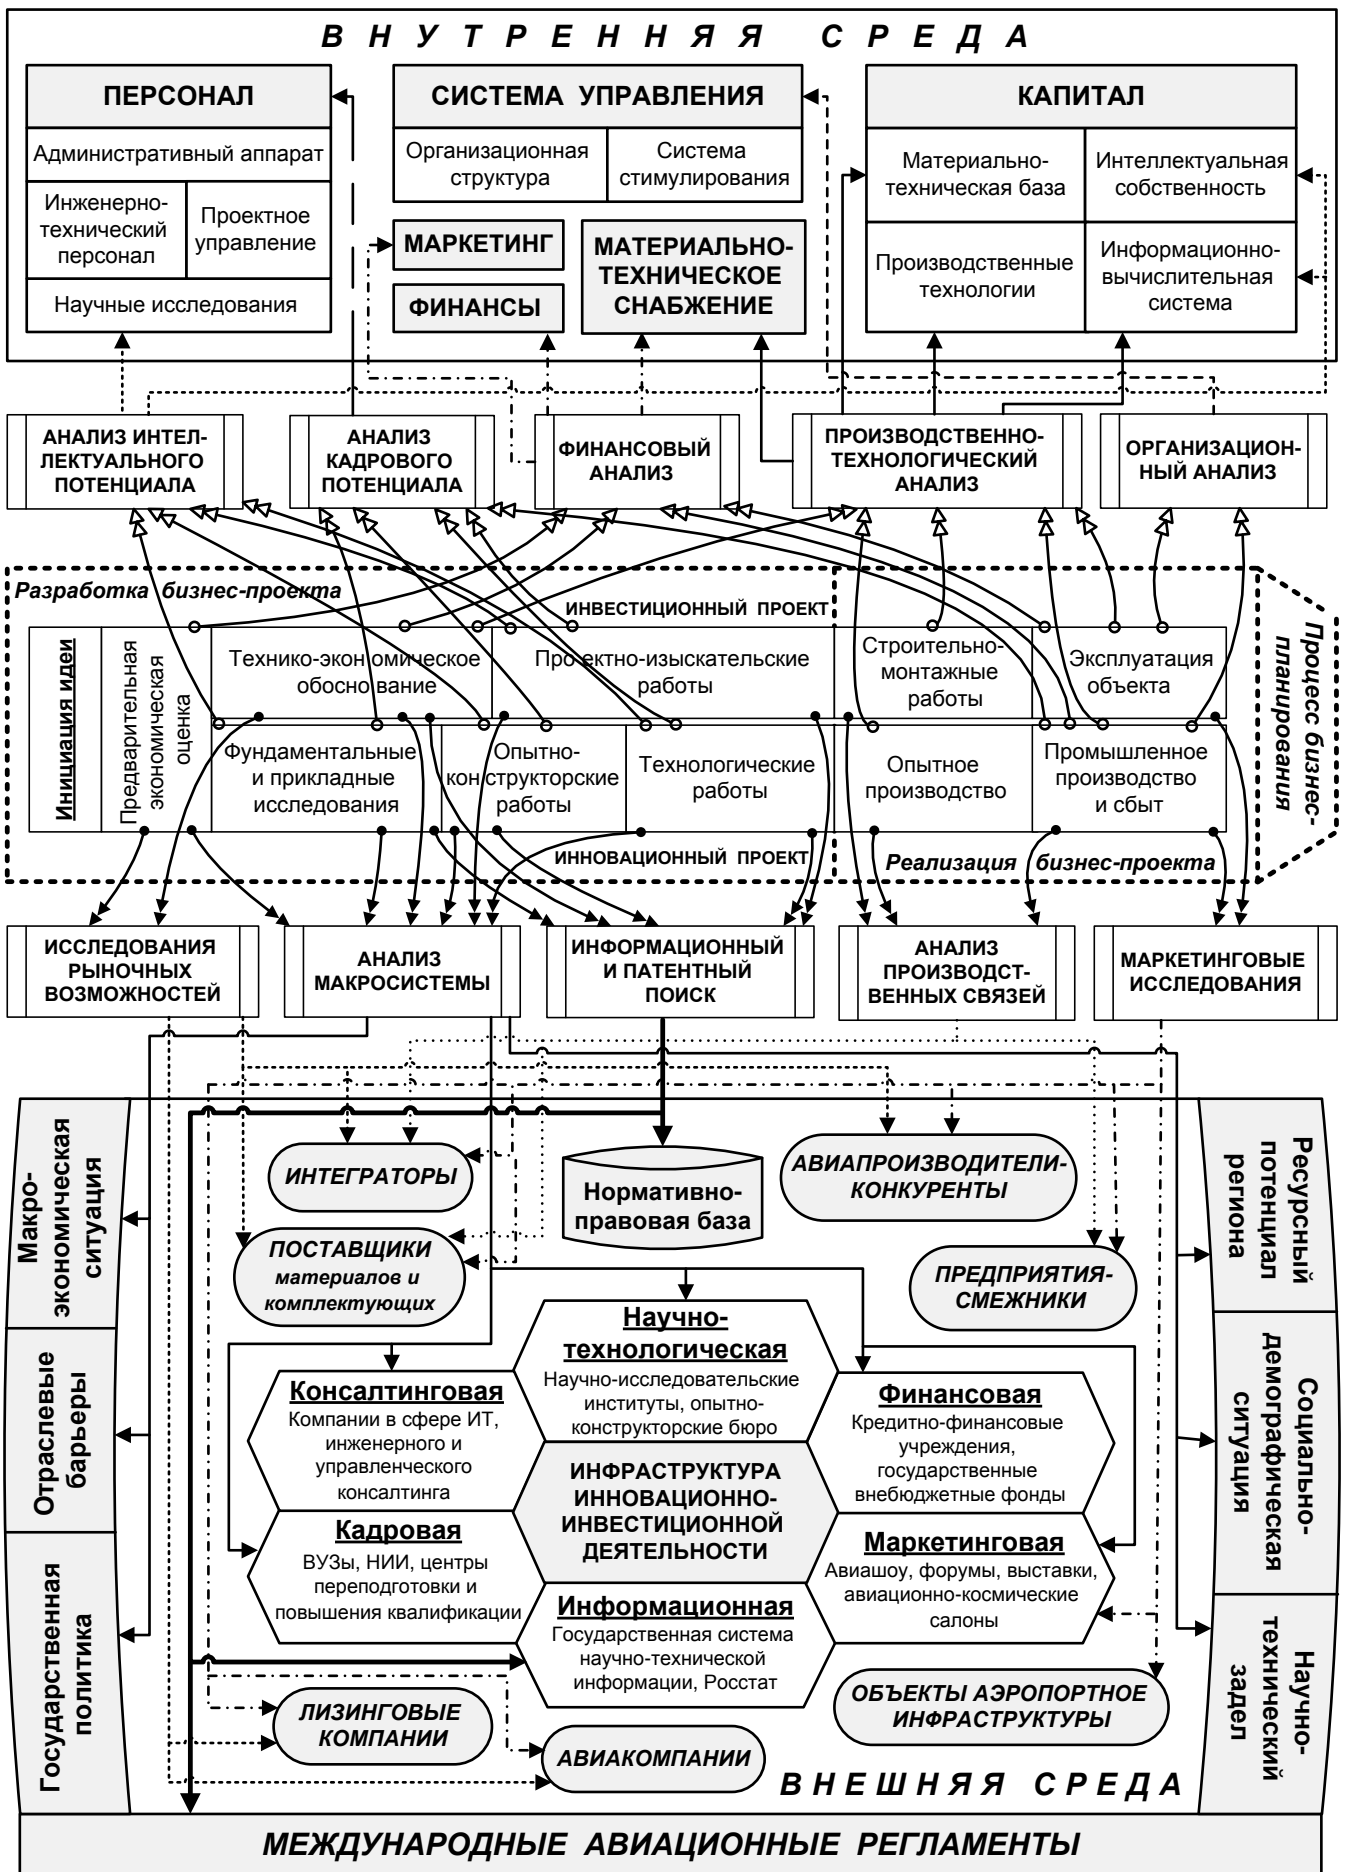 ВНУТРЕННЯЯ СРЕДА
ПЕРСОНАЛ
Административный аппарат
Инженерно-
технический
персонал
Проектное
управление
Научные исследования
СИСТЕМА УПРАВЛЕНИЯ
Организационная
структура
Система
стимулирования
МАРКЕТИНГ
ФИНАНСЫ
МАТЕРИАЛЬНО-
ТЕХНИЧЕСКОЕ
СНАБЖЕНИЕ
КАПИТАЛ
Материально-
техническая база
Интеллектуальная
собственность
Производственные
технологии
Информационно-
вычислительная
система
АНАЛИЗ ИНТЕЛ-
ЛЕКТУАЛЬНОГО
ПОТЕНЦИАЛА
АНАЛИЗ
КАДРОВОГО
ПОТЕНЦИАЛА
ФИНАНСОВЫЙ
АНАЛИЗ
ПРОИЗВОДСТВЕННО-
ТЕХНОЛОГИЧЕСКИЙ
АНАЛИЗ
ОРГАНИЗАЦИОН-
НЫЙ АНАЛИЗ
Разработка бизнес-проекта
ИНВЕСТИЦИОННЫЙ ПРОЕКТ
Инициация идеи
Предварительная
экономическая
оценка
Технико-экономическое
обоснование
Проектно-изыскательские
работы
Строительно-
монтажные
работы
Эксплуатация
объекта
Фундаментальные
и прикладные
исследования
Опытно-
конструкторские
работы
Технологические
работы
Опытное
производство
Промышленное
производство
и сбыт
ИННОВАЦИОННЫЙ ПРОЕКТ
Реализация бизнес-проекта
Процесс бизнес-
планирования
ИССЛЕДОВАНИЯ
РЫНОЧНЫХ
ВОЗМОЖНОСТЕЙ
АНАЛИЗ
МАКРОСИСТЕМЫ
ИНФОРМАЦИОННЫЙ
И ПАТЕНТНЫЙ
ПОИСК
АНАЛИЗ
ПРОИЗВОДСТ-
ВЕННЫХ СВЯЗЕЙ
МАРКЕТИНГОВЫЕ
ИССЛЕДОВАНИЯ
Макро-
экономическая
ситуация
Отраслевые
барьеры
Государственная
политика
ИНТЕГРАТОРЫ
Нормативно-
правовая база
АВИАПРОИЗВОДИТЕЛИ-
КОНКУРЕНТЫ
ПОСТАВЩИКИ
материалов и
комплектующих
ПРЕДПРИЯТИЯ-
СМЕЖНИКИ
Ресурсный
потенциал
региона
Социально-
демографическая
ситуация
Научно-
технический
задел
Научно-
технологическая
Научно-исследовательские
институты, опытно-
конструкторские бюро
Консалтинговая
Компании в сфере ИТ,
инженерного и
управленческого
консалтинга
Финансовая
Кредитно-финансовые
учреждения,
государственные
внебюджетные фонды
ИНФРАСТРУКТУРА
ИННОВАЦИОННО-
ИНВЕСТИЦИОННОЙ
ДЕЯТЕЛЬНОСТИ
Кадровая
ВУЗы, НИИ, центры
переподготовки и
повышения квалификации
Маркетинговая
Авиашоу, форумы, выставки,
авиационно-космические
салоны
Информационная
Государственная система
научно-технической
информации, Росстат
ЛИЗИНГОВЫЕ
КОМПАНИИ
АВИАКОМПАНИИ
ОБЪЕКТЫ АЭРОПОРТНОЕ
ИНФРАСТРУКТУРЫ
ВНЕШНЯЯ СРЕДА
МЕЖДУНАРОДНЫЕ АВИАЦИОННЫЕ РЕГЛАМЕНТЫ